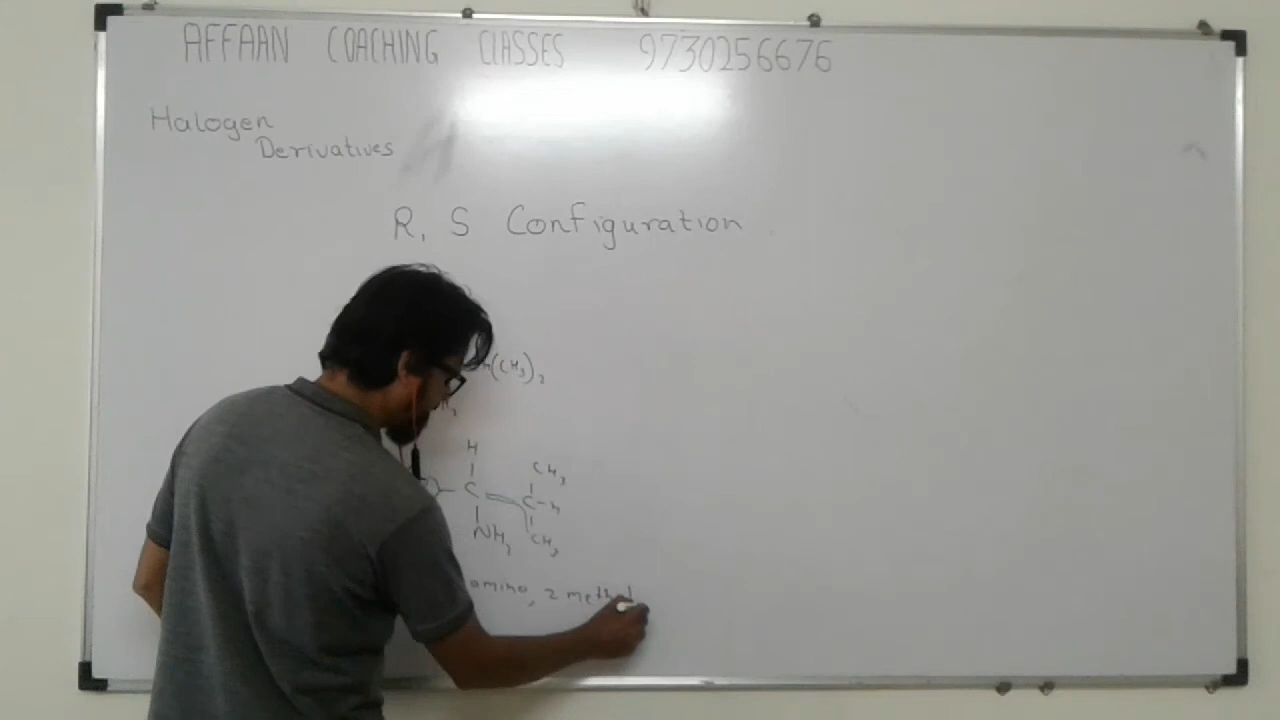 AFFAAN COACHING CLASSES 9730256676
Halogen
Derivatives
R, S Configuration
(CH3)2
H
CH3
C C-H
NH2 CH3
amino, 2 methyl